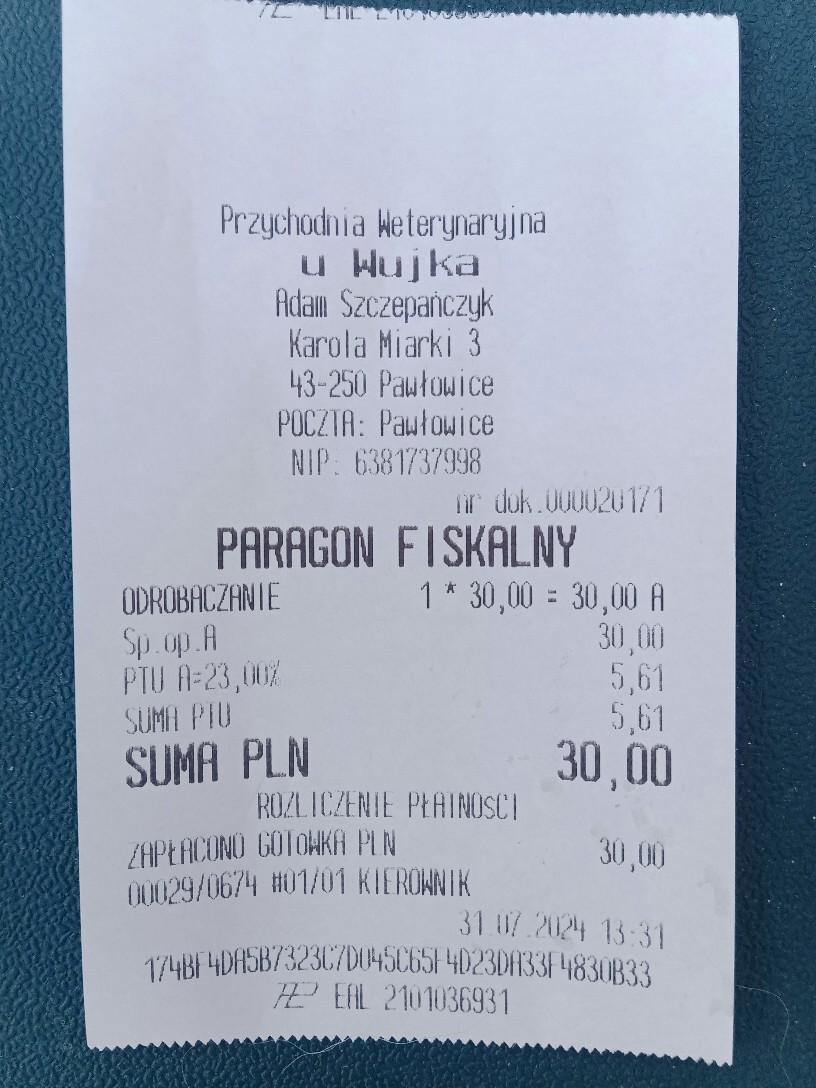 Przychodnia Weterynaryjna
u Wujka
Adam Szczepańczyk
Karola Miarki 3
43-250 Pawłowice
POCZTA: Pawłowice
NIP: 6381737998
nr dok.000020171
PARAGON FISKALNY
ODROBACZANIE 1 * 30,00 = 30,00 A
Sp.op.A 30,00
PTU A=23,00% 5,61
SUMA PTU 5,61
SUMA PLN 30,00
ROZLICZENIE PŁATNOŚCI
ZAPŁACONO GOTÓWKA PLN 30,00
00029/0674 #01/01 KIEROWNIK
31.07.2024 13:31
174BF4DA5B7323C7D045C65F4D23DA33F4830B33
EAL 2101036931